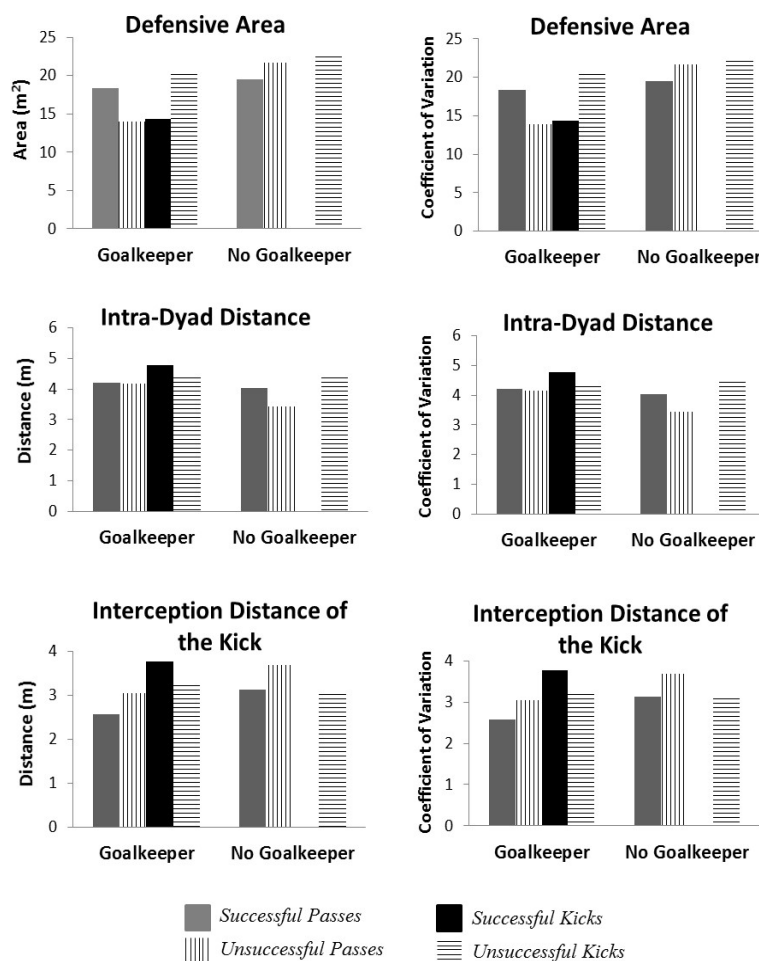 Defensive Area
Area (m²)
25
20
15
10
5
0
Goalkeeper
No Goalkeeper
Defensive Area
Coefficient of Variation
25
20
15
10
5
0
Goalkeeper
No Goalkeeper
Intra-Dyad Distance
Distance (m)
6
5
4
3
2
1
0
Goalkeeper
No Goalkeeper
Intra-Dyad Distance
Coefficient of Variation
6
5
4
3
2
1
0
Goalkeeper
No Goalkeeper
Interception Distance of
the Kick
Distance (m)
4
3
2
1
0
Goalkeeper
No Goalkeeper
Interception Distance of
the Kick
Coefficient of Variation
4
3
2
1
0
Goalkeeper
No Goalkeeper
Successful Passes
Successful Kicks
Unsuccessful Passes
Unsuccessful Kicks